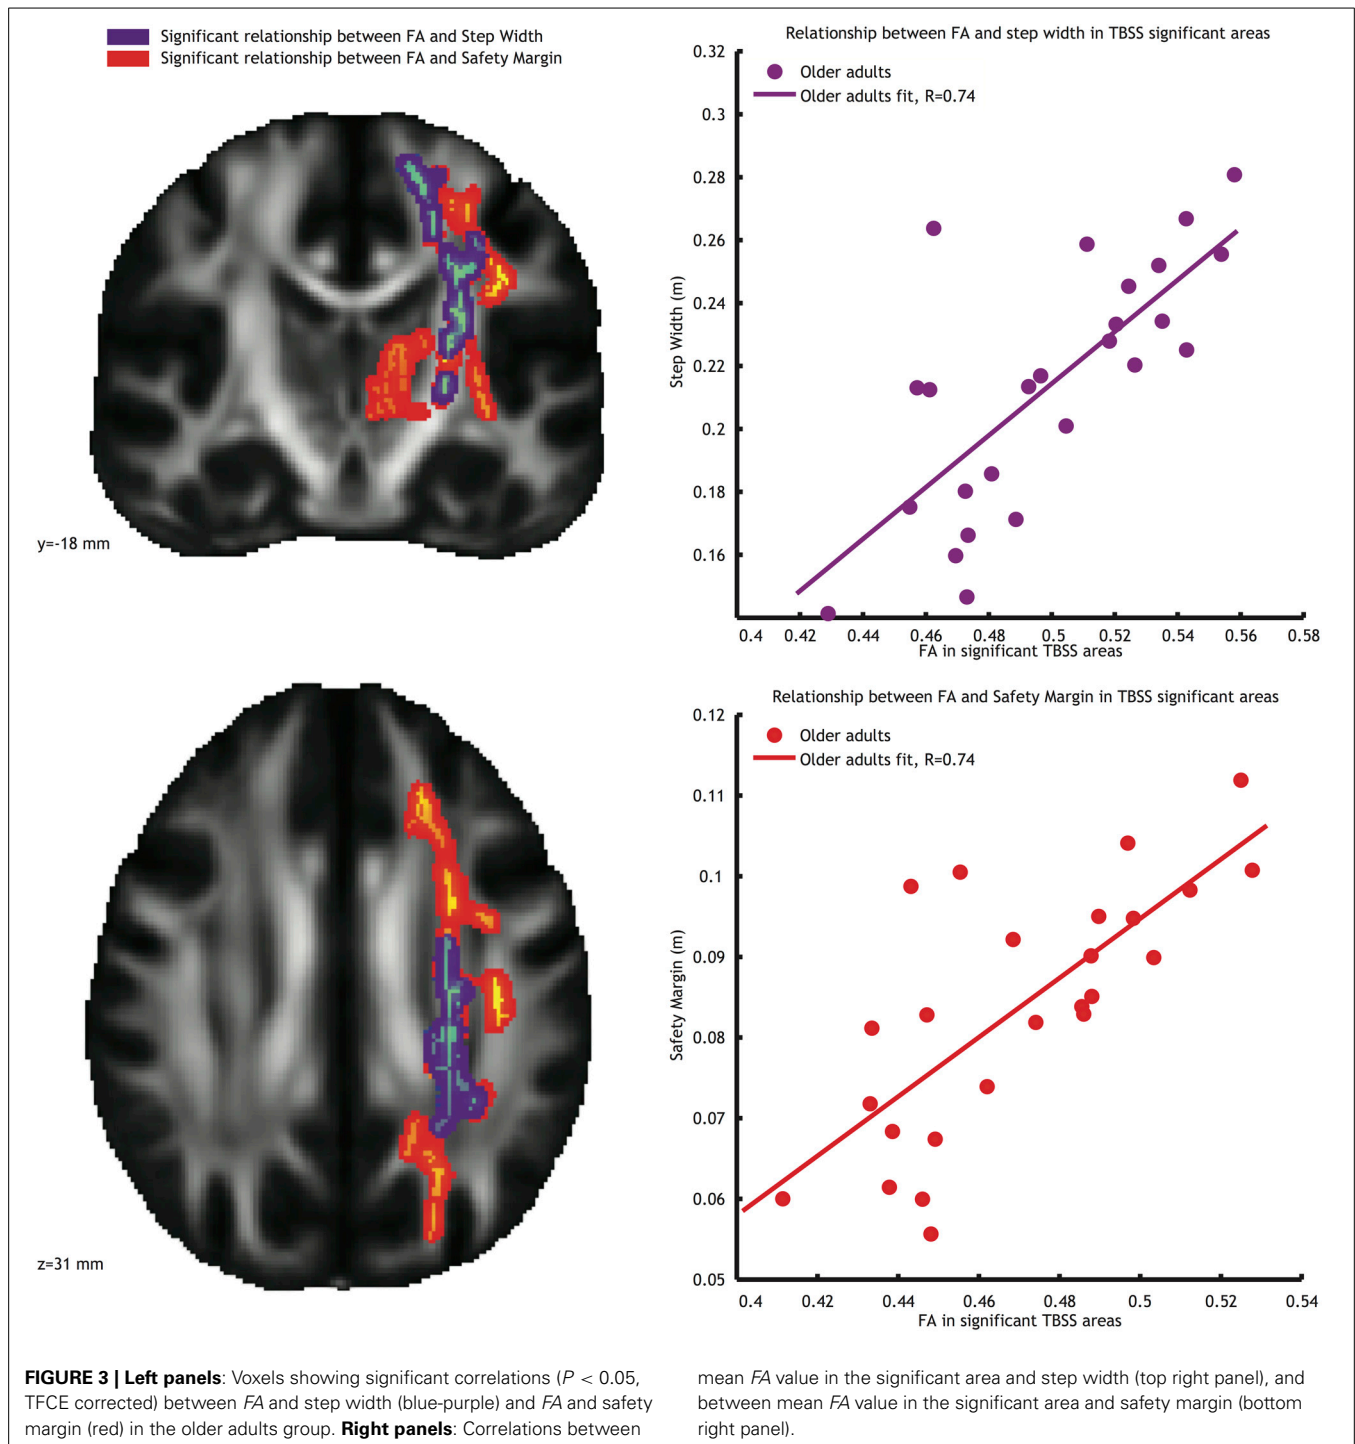 Significant relationship between FA and Step Width
Significant relationship between FA and Safety Margin
y=-18 mm
Relationship between FA and step width in TBSS significant areas
Older adults
Older adults fit, R=0.74
Step Width (m)
0.32
0.3
0.28
0.26
0.24
0.22
0.2
0.18
0.16
0.4 0.42 0.44 0.46 0.48 0.5 0.52 0.54 0.56 0.58
FA in significant TBSS areas
z=31 mm
Relationship between FA and Safety Margin in TBSS significant areas
Older adults
Older adults fit, R=0.74
Safety Margin (m)
0.12
0.11
0.1
0.09
0.08
0.07
0.06
0.05
0.4 0.42 0.44 0.46 0.48 0.5 0.52 0.54
FA in significant TBSS areas
FIGURE 3 | Left panels: Voxels showing significant correlations (P < 0.05,
TFCE corrected) between FA and step width (blue-purple) and FA and safety
margin (red) in the older adults group. Right panels: Correlations between
mean FA value in the significant area and step width (top right panel), and
between mean FA value in the significant area and safety margin (bottom
right panel).